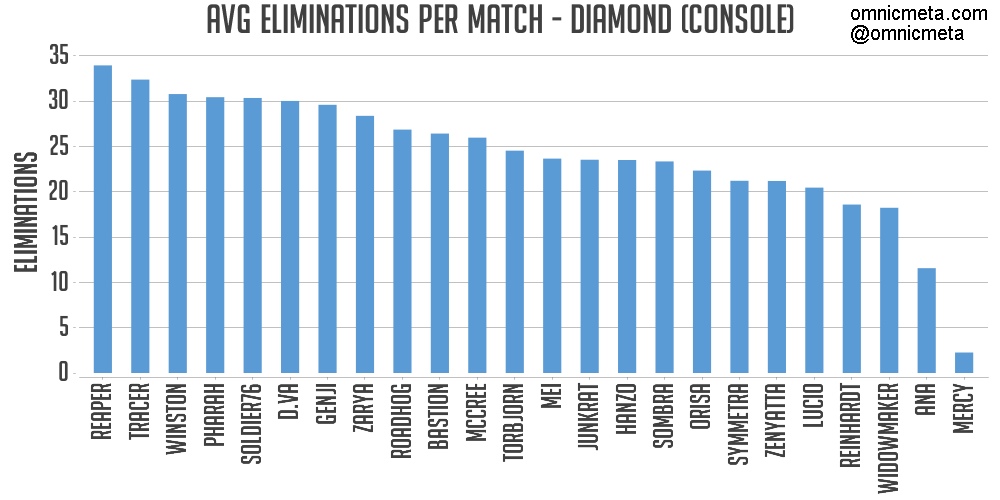 AVG ELIMINATIONS PER MATCH - DIAMOND (CONSOLE)
omnicmeta.com
@omnicmeta
ELIMINATIONS
35
30
25
20
15
10
5
0
REAPER
TRACER
WINSTON
PHARAH
SOLDIER76
D.VA
GENJI
ZARYA
ROADHOG
BASTION
MCCREE
TORBJORN
MEI
JUNKRAT
HANZO
SOMBRA
ORISA
SYMMETRA
ZENYATTA
LUCIO
REINHARDT
WIDOWMAKER
ANA
MERCY